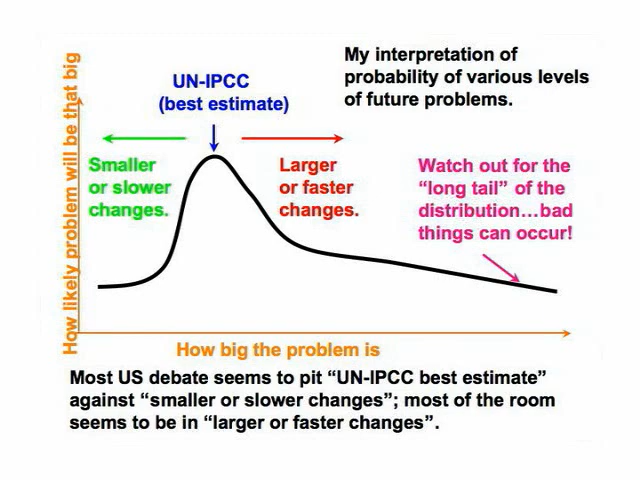 My interpretation of
probability of various levels
of future problems.
UN-IPCC
(best estimate)
Smaller
or slower
changes.
Larger
or faster
changes.
Watch out for the
“long tail” of the
distribution...bad
things can occur!
How likely problem will be that big
How big the problem is
Most US debate seems to pit “UN-IPCC best estimate”
against “smaller or slower changes”; most of the room
seems to be in “larger or faster changes”.